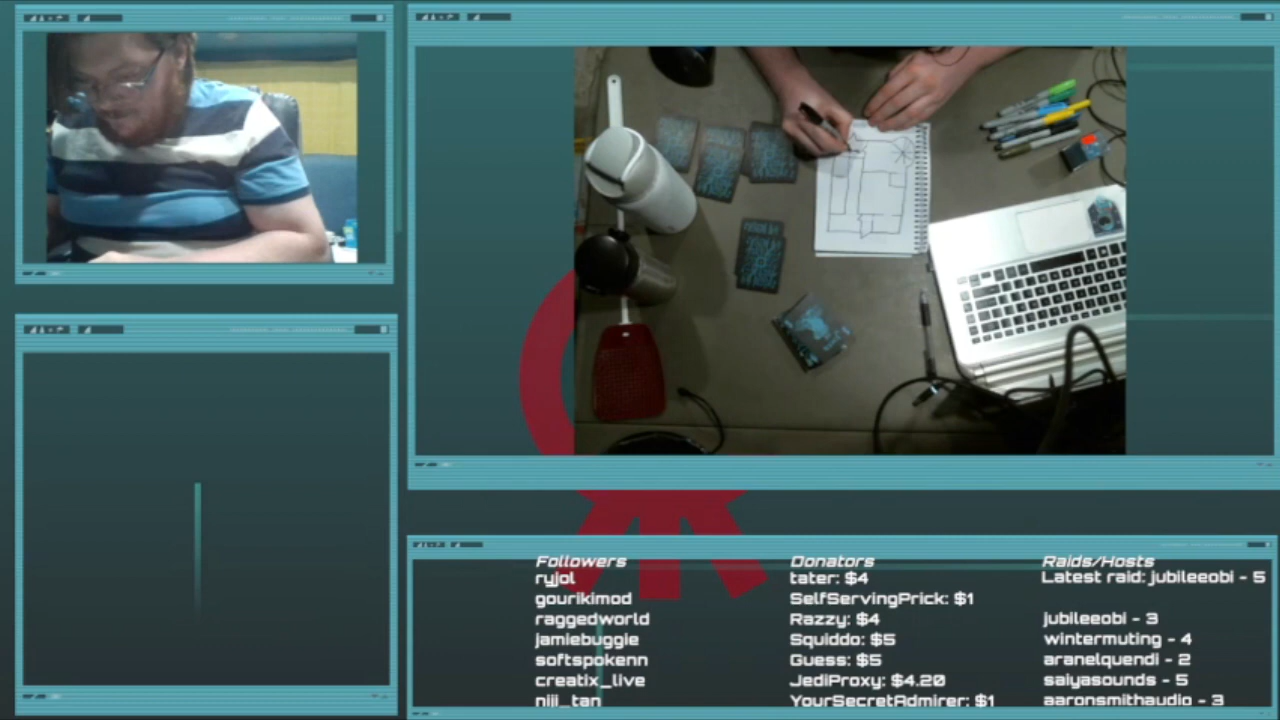 Followers
ryjol
gourikimod
raggedworld
jamiebuggie
softspokenn
creatix_live
niji_tan
Donators
tater: $4
SelfServingPrick: $1
Razzy: $4
Squiddo: $5
Guess: $5
JediProxy: $4.20
YourSecretAdmirer: $1
Raids/Hosts
Latest raid: jubileeobi - 5
jubileeobi - 3
wintermuting - 4
aranelquendi - 2
saiyasounds - 5
aaronsmithaudio - 3